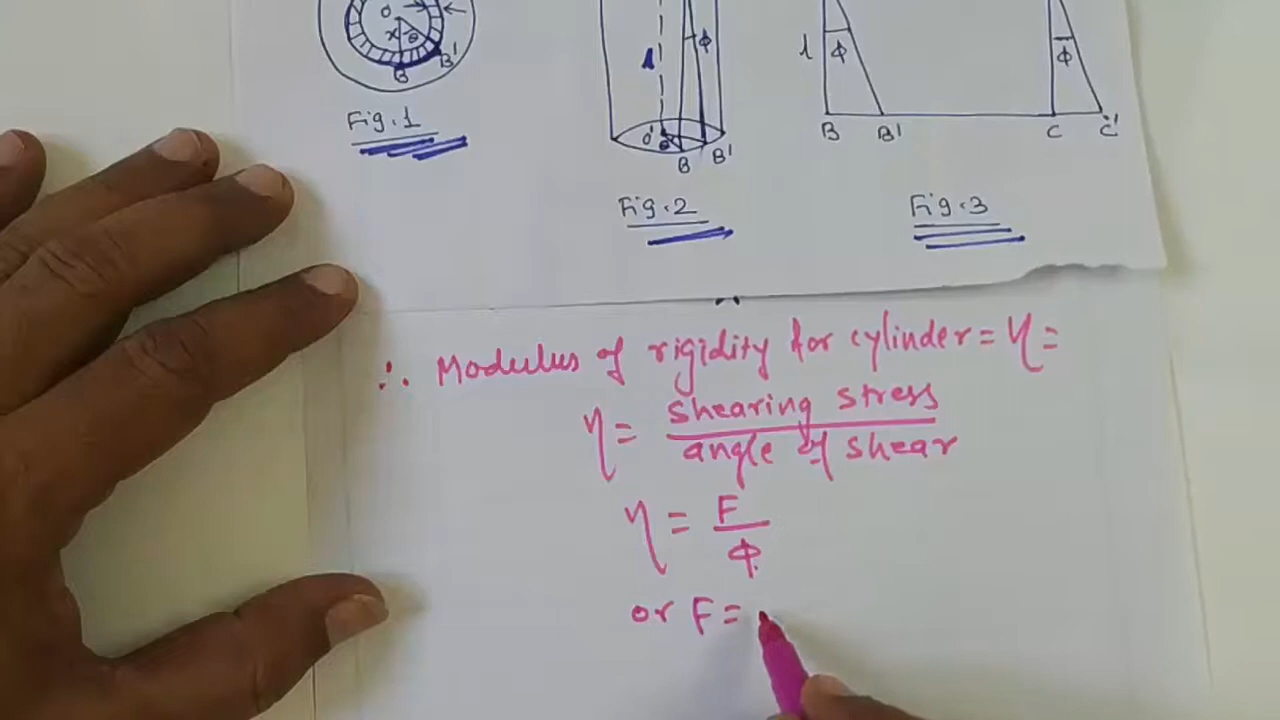 O
x θ
B B'
Fig.1
l φ
O' θ
B B'
Fig.2
l φ φ
B B' C C'
Fig.3
∴ Modulus of rigidity for cylinder = η =
η = Shearing stress / angle of shear
η = F / φ
or F =